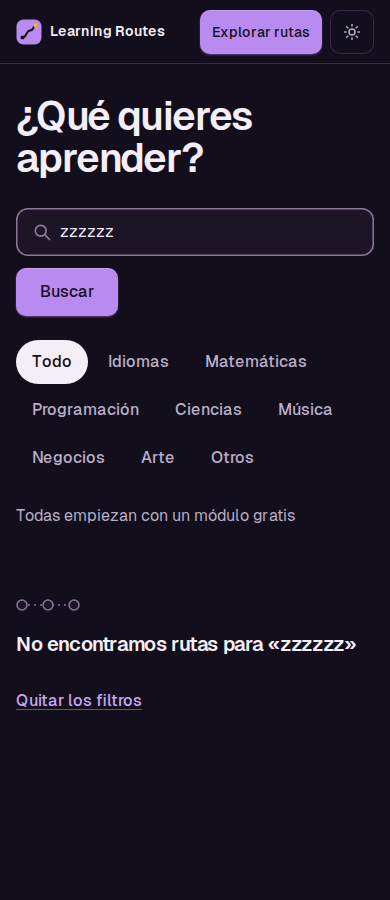 Learning Routes
Explorar rutas
¿Qué quieres
aprender?
zzzzzz
Buscar
Todo Idiomas Matemáticas
Programación Ciencias Música
Negocios Arte Otros
Todas empiezan con un módulo gratis
No encontramos rutas para «zzzzzz»
Quitar los filtros